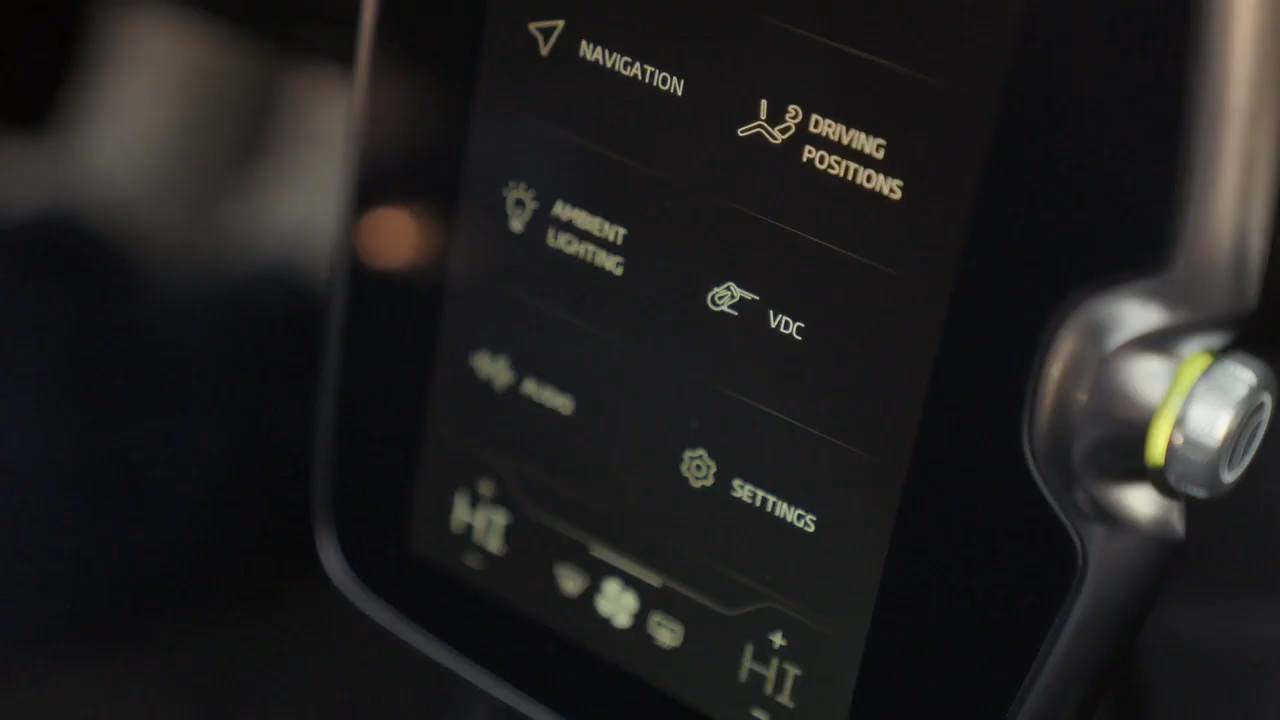 NAVIGATION
DRIVING
POSITIONS
AMBIENT
LIGHTING
VDC
AUDIO
SETTINGS
HI
HI